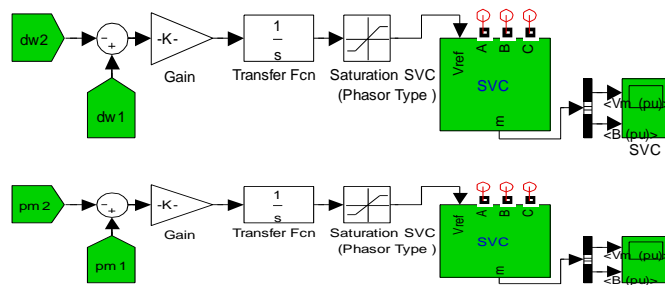 dw2
− +
dw1
-K-
Gain
1
s
Transfer Fcn
Saturation SVC
(Phasor Type )
Vref
A B C
SVC
m
<Vm (pu)>
<B (pu)>
SVC
pm 2
− +
pm 1
-K-
Gain
1
s
Transfer Fcn
Saturation SVC
(Phasor Type )
Vref
A B C
SVC
m
<Vm (pu)>
<B (pu)>